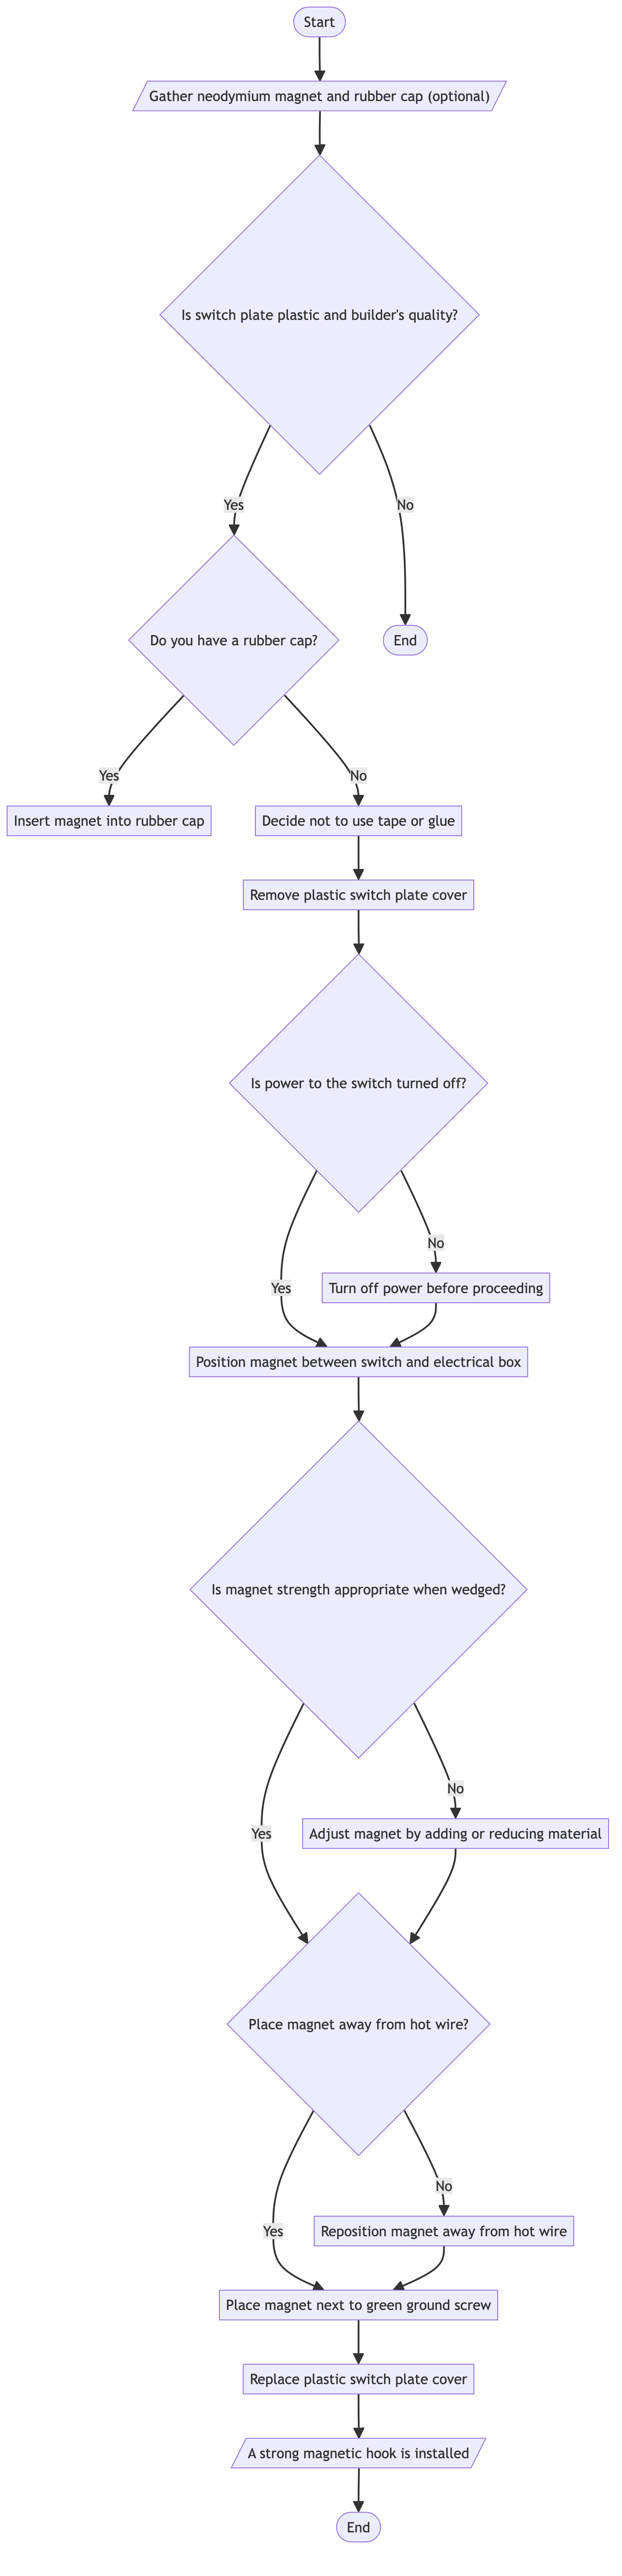 Start
Gather neodymium magnet and rubber cap (optional)
Is switch plate plastic and builder's quality?
Yes
No
Do you have a rubber cap?
End
Yes
No
Insert magnet into rubber cap
Decide not to use tape or glue
Remove plastic switch plate cover
Is power to the switch turned off?
No
Yes
Turn off power before proceeding
Position magnet between switch and electrical box
Is magnet strength appropriate when wedged?
No
Yes
Adjust magnet by adding or reducing material
Place magnet away from hot wire?
No
Yes
Reposition magnet away from hot wire
Place magnet next to green ground screw
Replace plastic switch plate cover
A strong magnetic hook is installed
End